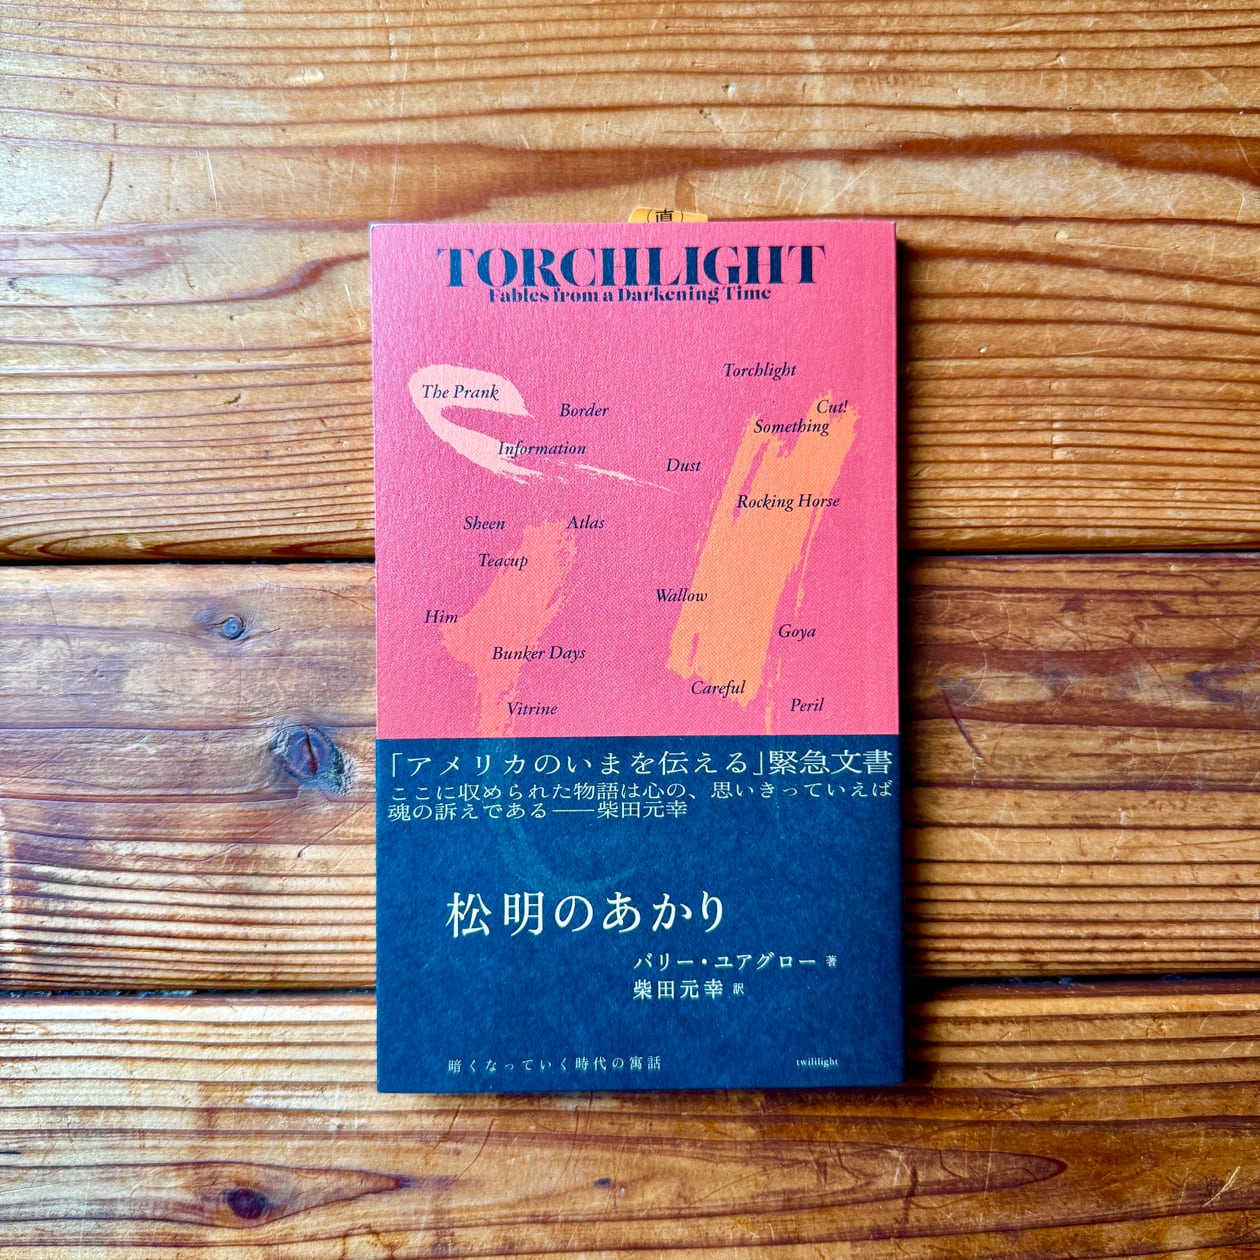 直
TORCHLIGHT
Fables from a Darkening Time
Torchlight
The Prank
Cut!
Border
Something
Information
Dust
Rocking Horse
Sheen
Atlas
Teacup
Wallow
Him
Goya
Bunker Days
Careful
Vitrine
Peril
「アメリカのいまを伝える」緊急文書
ここに収められた物語は心の、思いきっていえば
魂の訴えである――柴田元幸
松明のあかり
バリー・ユアグロー 著
柴田元幸 訳
暗くなっていく時代の寓話
twililight